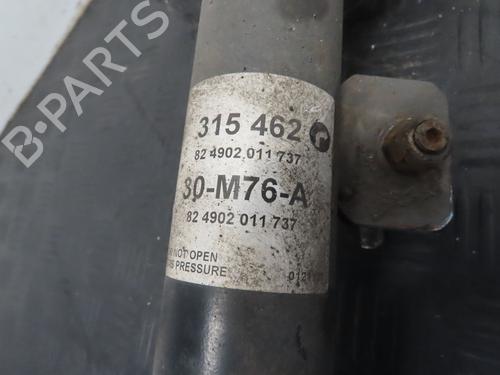 315 462
82 4902 011 737
30-M76-A
82 4902 011 737
NOT OPEN
PRESSURE
B-PARTS